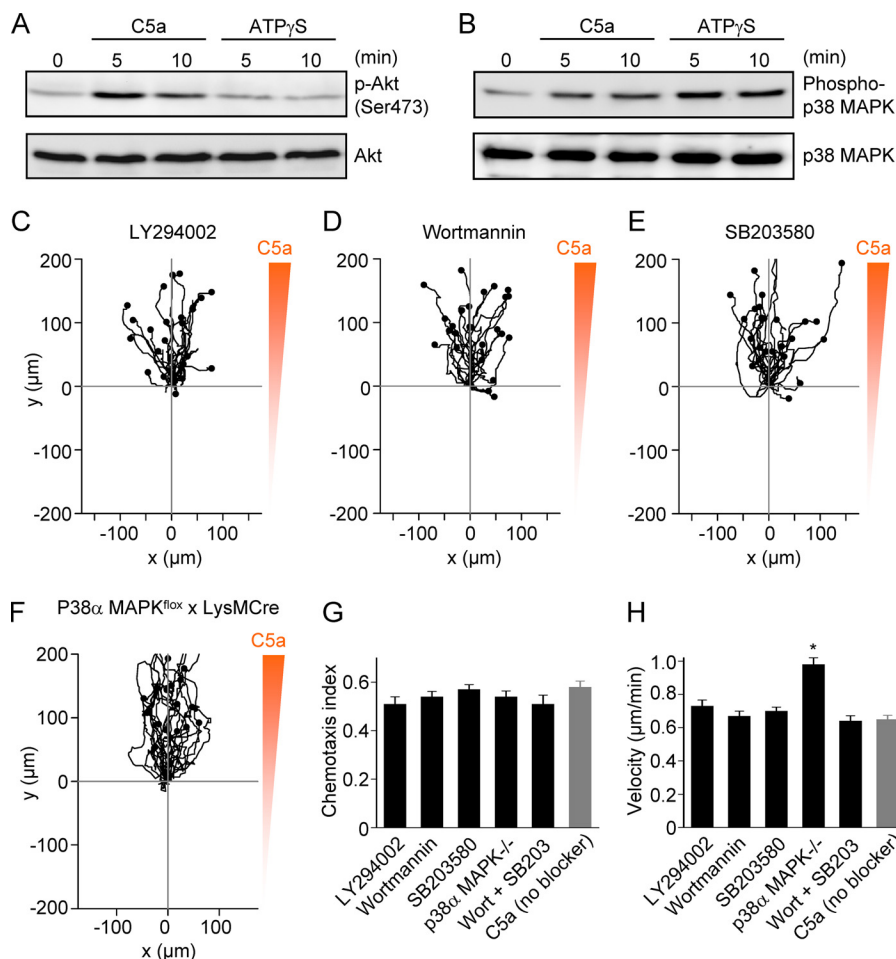 A
C5a
ATPγS
0 5 10 5 10 (min)
p-Akt
(Ser473)
Akt
B
C5a
ATPγS
0 5 10 5 10 (min)
Phospho-
p38 MAPK
p38 MAPK
C
LY294002
C5a
200
100
0
-100
-200
y (µm)
-100 0 100
x (µm)
D
Wortmannin
C5a
200
100
0
-100
-200
-100 0 100
x (µm)
E
SB203580
C5a
200
100
0
-100
-200
-100 0 100
x (µm)
F
P38α MAPKflox x LysMCre
C5a
200
100
0
-100
-200
y (µm)
-100 0 100
x (µm)
G
Chemotaxis index
0.6
0.4
0.2
0
LY294002
Wortmannin
SB203580
p38α MAPK-/-
Wort + SB203
C5a (no blocker)
H
Velocity (µm/min)
1.0
0.8
0.6
0.4
0.2
0
*
LY294002
Wortmannin
SB203580
p38α MAPK-/-
Wort + SB203
C5a (no blocker)